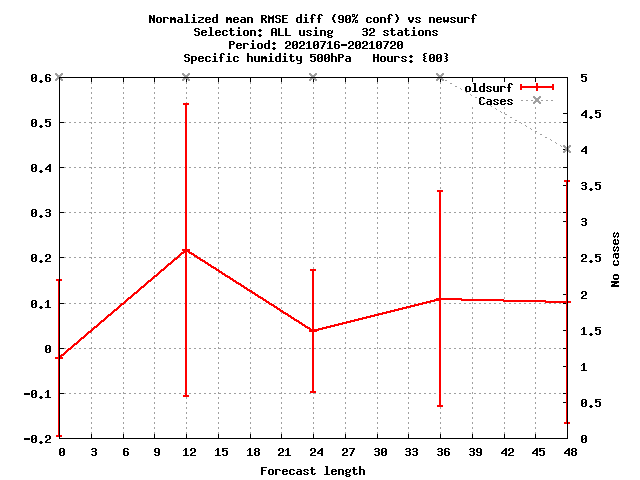 Normalized mean RMSE diff (90% conf) vs newsurf
Selection: ALL using    32 stations
Period: 20210716-20210720
Specific humidity 500hPa   Hours: {00}
oldsurf
Cases
0.6
0.5
0.4
0.3
0.2
0.1
0
-0.1
-0.2
5
4.5
4
3.5
3
2.5
2
1.5
1
0.5
0
No cases
0 3 6 9 12 15 18 21 24 27 30 33 36 39 42 45 48
Forecast length